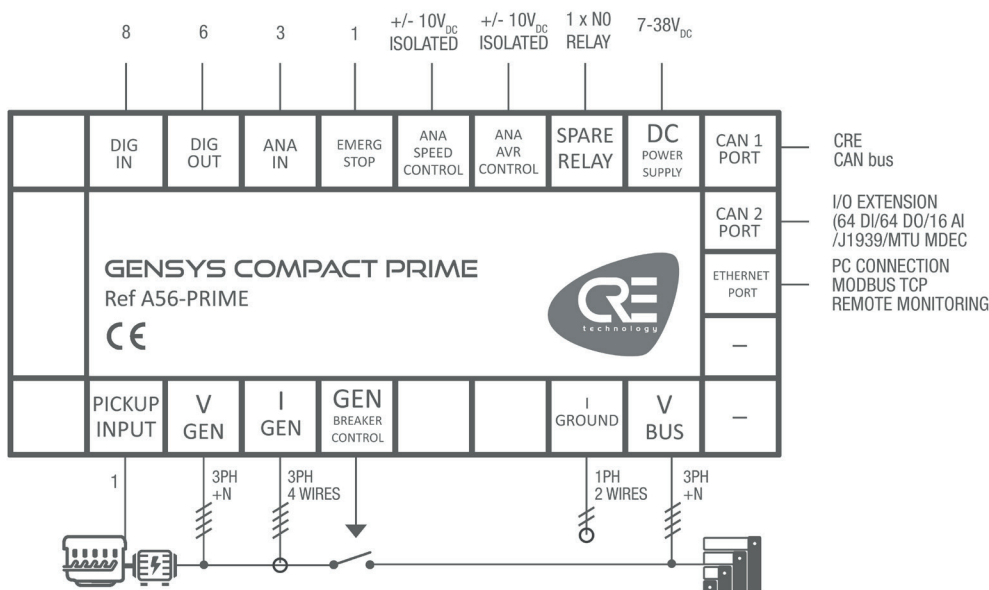 8
6
3
1
+/- 10VDC
ISOLATED
+/- 10VDC
ISOLATED
1 x NO
RELAY
7-38VDC
DIG
IN
DIG
OUT
ANA
IN
EMERG
STOP
ANA
SPEED
CONTROL
ANA
AVR
CONTROL
SPARE
RELAY
DC
POWER
SUPPLY
CAN 1
PORT
CRE
CAN bus
CAN 2
PORT
I/O EXTENSION
(64 DI/64 DO/16 AI
/J1939/MTU MDEC
ETHERNET
PORT
PC CONNECTION
MODBUS TCP
REMOTE MONITORING
GENSYS COMPACT PRIME
Ref A56-PRIME
CE
CRE
technology
–
–
PICKUP
INPUT
V
GEN
I
GEN
GEN
BREAKER
CONTROL
I
GROUND
V
BUS
1
3PH
+N
3PH
4 WIRES
1PH
2 WIRES
3PH
+N